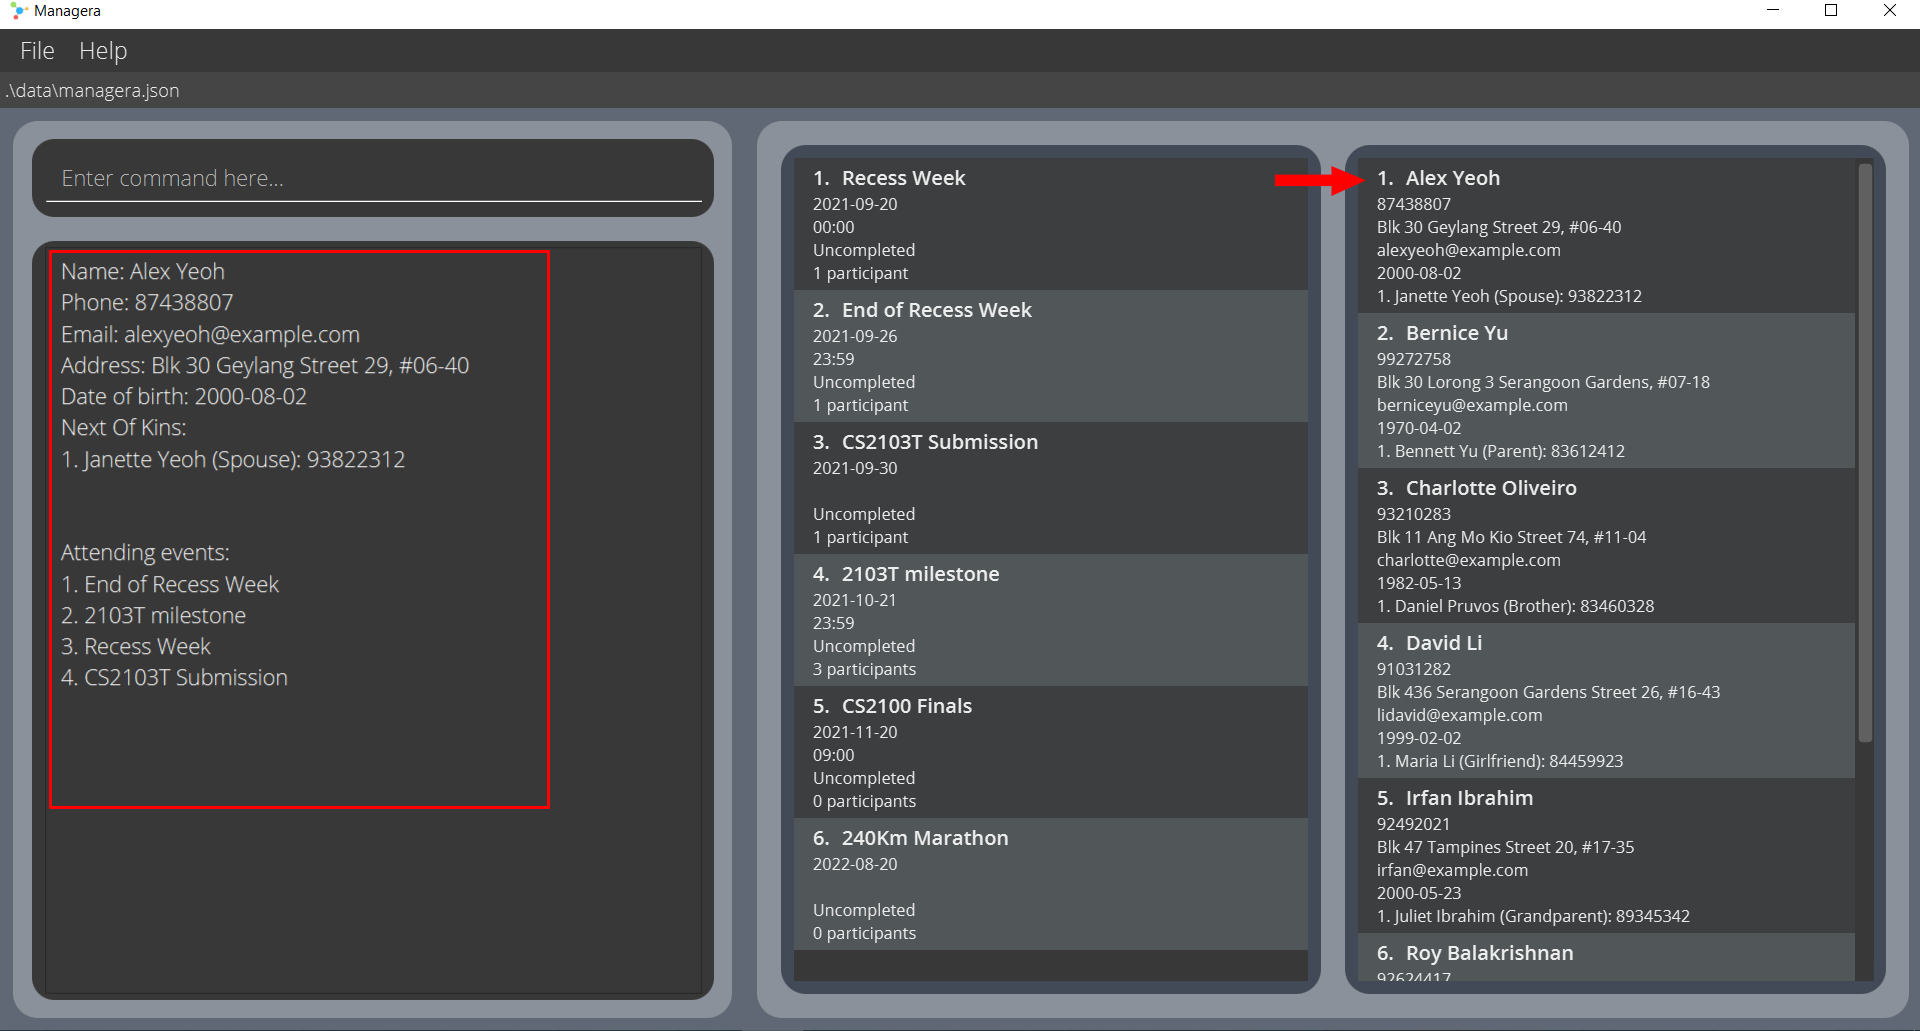 Managera
File Help
.\data\managera.json
Enter command here...
Name: Alex Yeoh
Phone: 87438807
Email: alexyeoh@example.com
Address: Blk 30 Geylang Street 29, #06-40
Date of birth: 2000-08-02
Next Of Kins:
1. Janette Yeoh (Spouse): 93822312
Attending events:
1. End of Recess Week
2. 2103T milestone
3. Recess Week
4. CS2103T Submission
1. Recess Week
2021-09-20
00:00
Uncompleted
1 participant
2. End of Recess Week
2021-09-26
23:59
Uncompleted
1 participant
3. CS2103T Submission
2021-09-30
Uncompleted
1 participant
4. 2103T milestone
2021-10-21
23:59
Uncompleted
3 participants
5. CS2100 Finals
2021-11-20
09:00
Uncompleted
0 participants
6. 240Km Marathon
2022-08-20
Uncompleted
0 participants
1. Alex Yeoh
87438807
Blk 30 Geylang Street 29, #06-40
alexyeoh@example.com
2000-08-02
1. Janette Yeoh (Spouse): 93822312
2. Bernice Yu
99272758
Blk 30 Lorong 3 Serangoon Gardens, #07-18
berniceyu@example.com
1970-04-02
1. Bennett Yu (Parent): 83612412
3. Charlotte Oliveiro
93210283
Blk 11 Ang Mo Kio Street 74, #11-04
charlotte@example.com
1982-05-13
1. Daniel Pruvos (Brother): 83460328
4. David Li
91031282
Blk 436 Serangoon Gardens Street 26, #16-43
lidavid@example.com
1999-02-02
1. Maria Li (Girlfriend): 84459923
5. Irfan Ibrahim
92492021
Blk 47 Tampines Street 20, #17-35
irfan@example.com
2000-05-23
1. Juliet Ibrahim (Grandparent): 89345342
6. Roy Balakrishnan
92624417